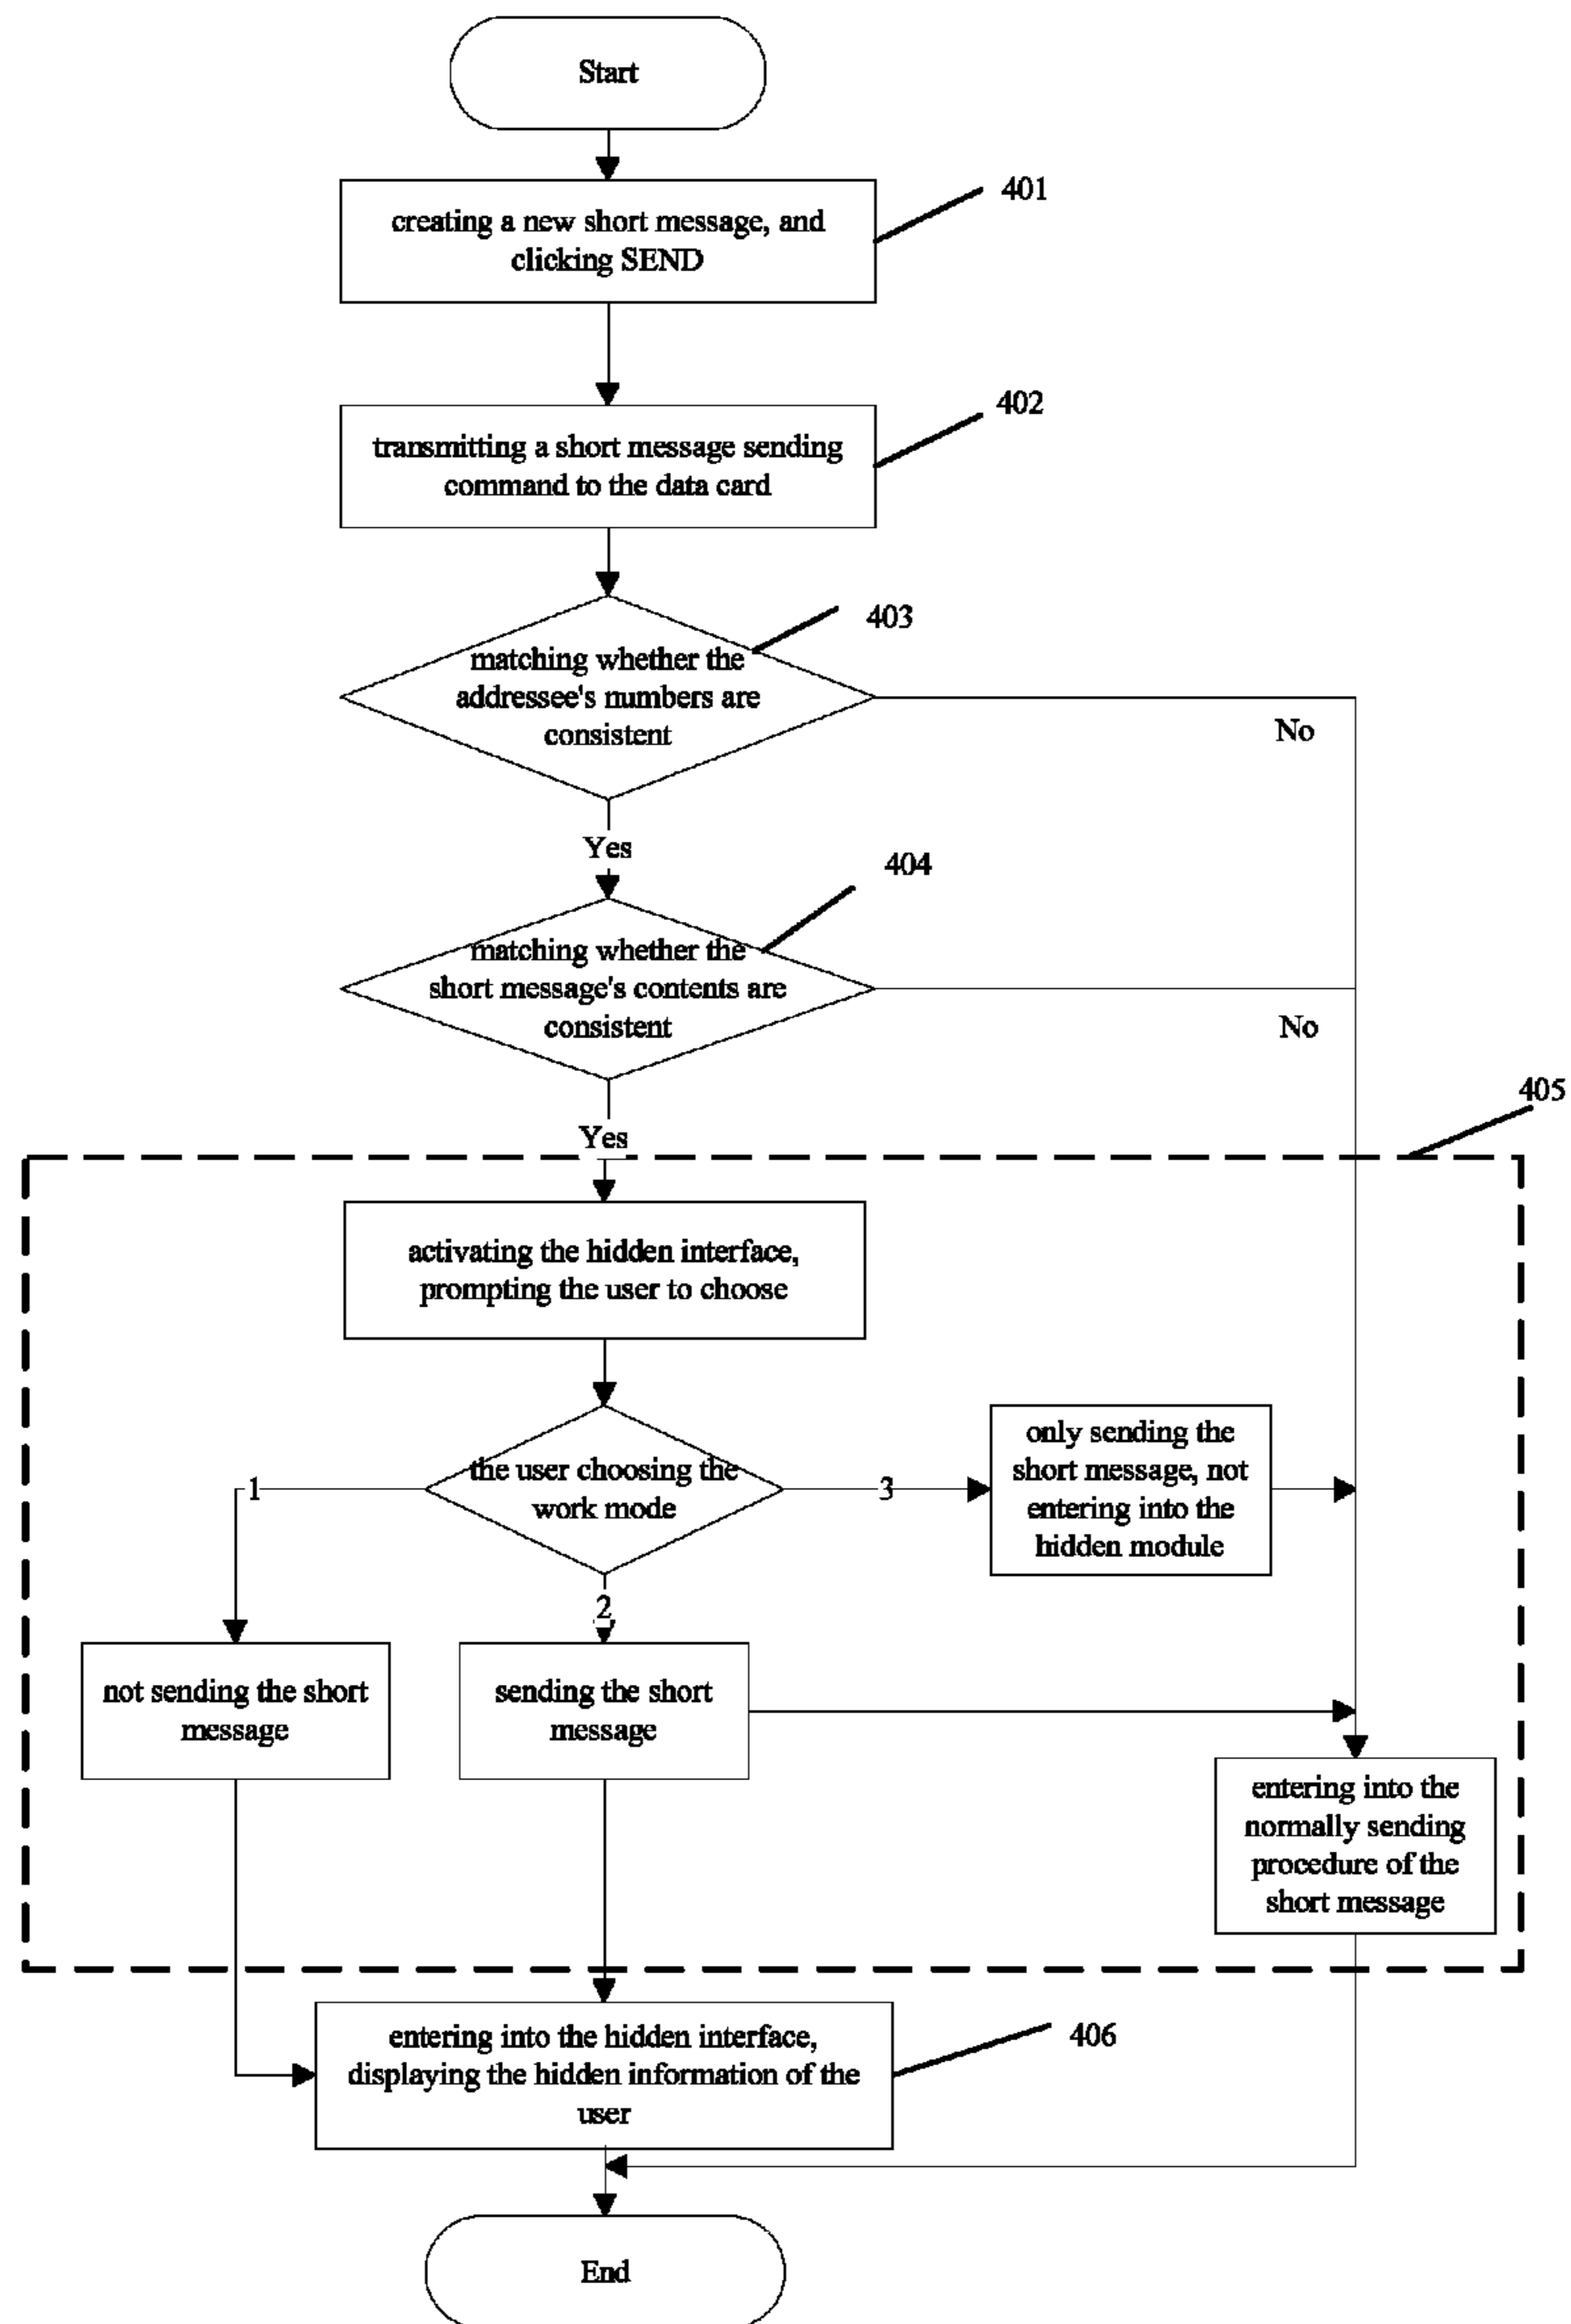 Start
creating a new short message, and
clicking SEND
401
transmitting a short message sending
command to the data card
402
matching whether the
addressee's numbers are
consistent
403
No
Yes
matching whether the
short message's contents are
consistent
404
No
Yes
405
activating the hidden interface,
prompting the user to choose
the user choosing the
work mode
1
2
3
only sending the
short message, not
entering into the
hidden module
not sending the short
message
sending the short
message
entering into the
normally sending
procedure of the
short message
entering into the hidden interface,
displaying the hidden information of the
user
406
End